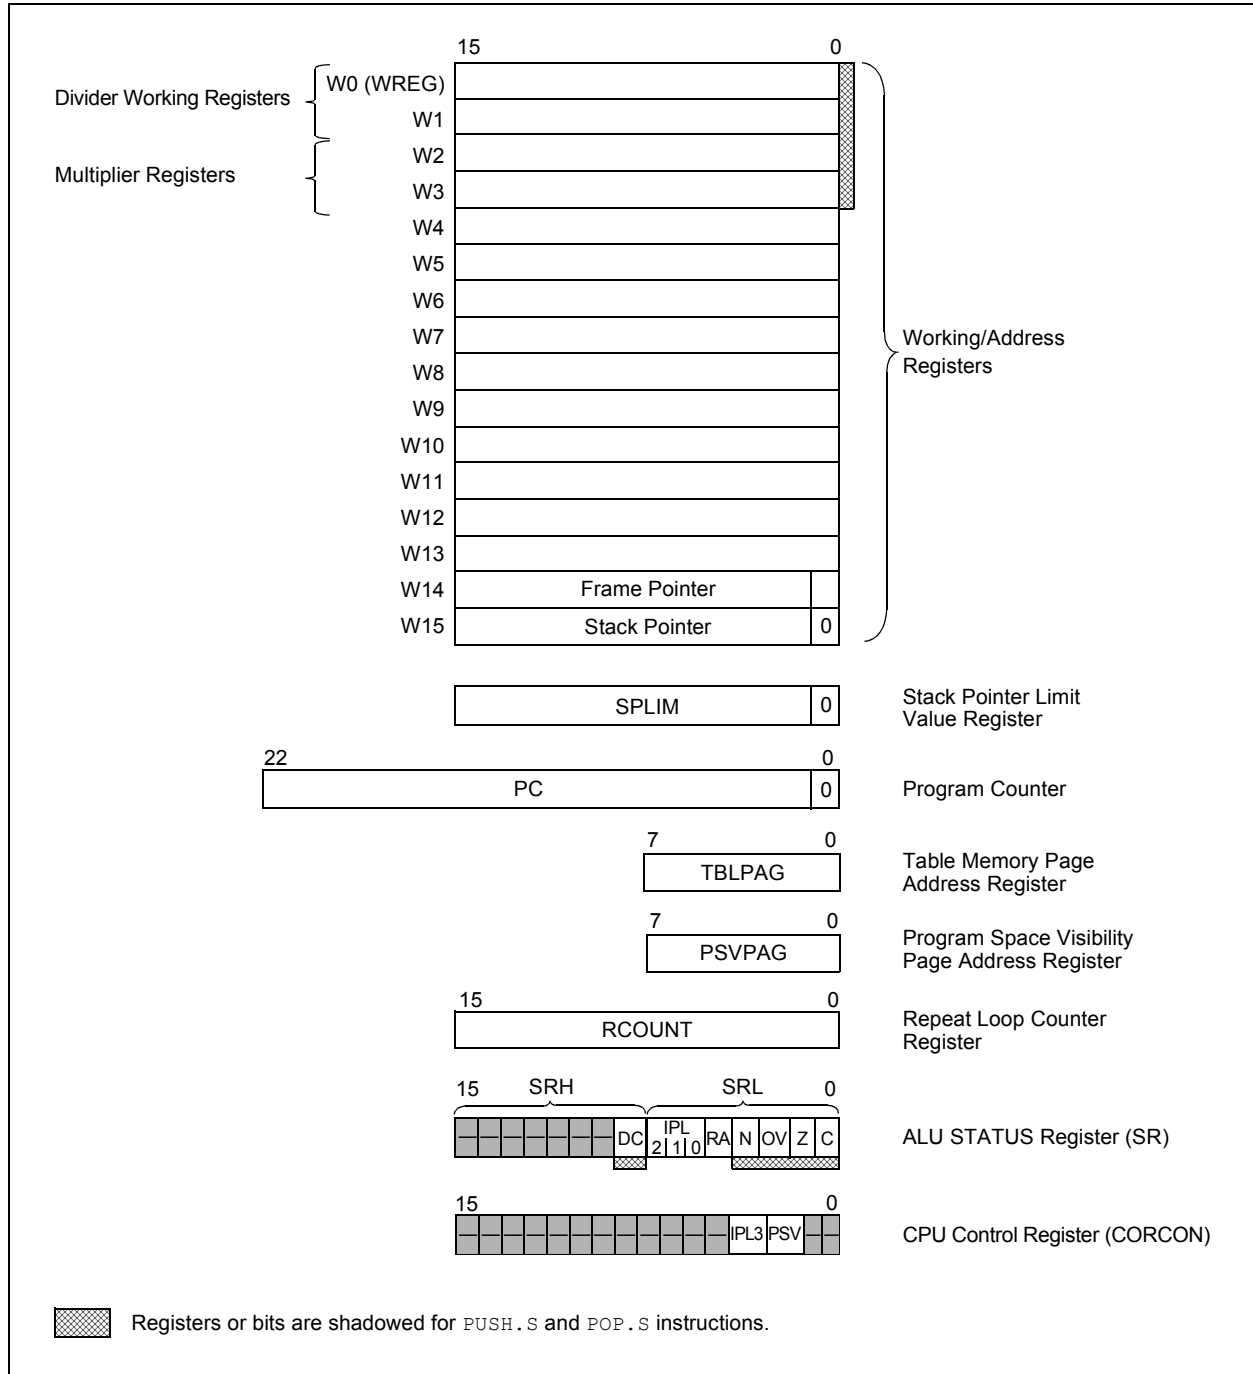 15 0
Divider Working Registers
W0 (WREG)
W1
Multiplier Registers
W2
W3
W4
W5
W6
W7
W8
W9
W10
W11
W12
W13
W14 Frame Pointer
W15 Stack Pointer 0
Working/Address
Registers
SPLIM 0
Stack Pointer Limit
Value Register
22 0
PC 0
Program Counter
7 0
TBLPAG
Table Memory Page
Address Register
7 0
PSVPAG
Program Space Visibility
Page Address Register
15 0
RCOUNT
Repeat Loop Counter
Register
15 SRH SRL 0
— — — — — — — DC IPL 2 1 0 RA N OV Z C
ALU STATUS Register (SR)
15 0
— — — — — — — — — — — — IPL3 PSV — —
CPU Control Register (CORCON)
Registers or bits are shadowed for PUSH.S and POP.S instructions.